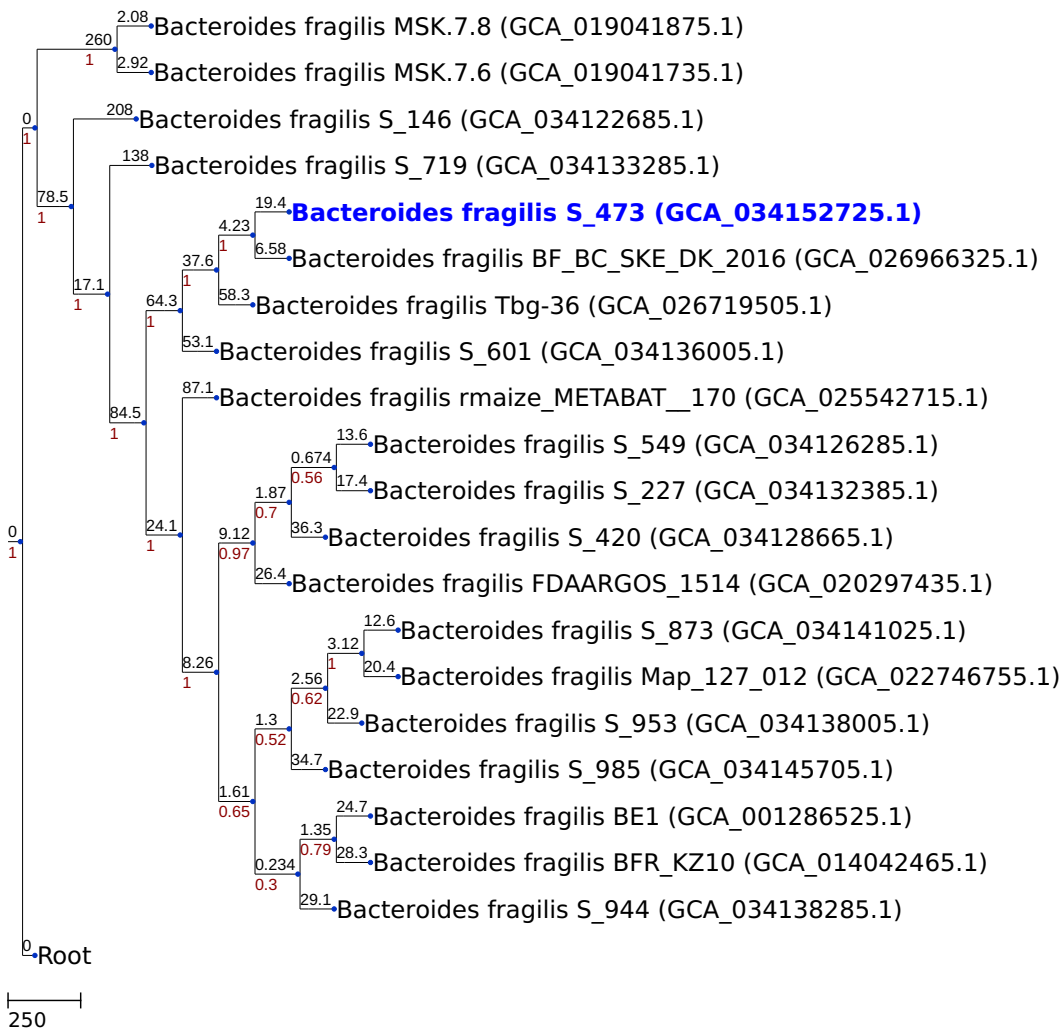 2.08
Bacteroides fragilis MSK.7.8 (GCA_019041875.1)
260
1
2.92
Bacteroides fragilis MSK.7.6 (GCA_019041735.1)
208
Bacteroides fragilis S_146 (GCA_034122685.1)
0
1
138
Bacteroides fragilis S_719 (GCA_034133285.1)
78.5
1
19.4
Bacteroides fragilis S_473 (GCA_034152725.1)
4.23
1
6.58
Bacteroides fragilis BF_BC_SKE_DK_2016 (GCA_026966325.1)
37.6
1
17.1
1
58.3
Bacteroides fragilis Tbg-36 (GCA_026719505.1)
64.3
1
53.1
Bacteroides fragilis S_601 (GCA_034136005.1)
87.1
Bacteroides fragilis rmaize_METABAT__170 (GCA_025542715.1)
84.5
1
13.6
Bacteroides fragilis S_549 (GCA_034126285.1)
0.674
0.56
17.4
Bacteroides fragilis S_227 (GCA_034132385.1)
1.87
0.7
36.3
Bacteroides fragilis S_420 (GCA_034128665.1)
0
1
24.1
1
9.12
0.97
26.4
Bacteroides fragilis FDAARGOS_1514 (GCA_020297435.1)
12.6
Bacteroides fragilis S_873 (GCA_034141025.1)
3.12
1
20.4
Bacteroides fragilis Map_127_012 (GCA_022746755.1)
8.26
1
2.56
0.62
22.9
Bacteroides fragilis S_953 (GCA_034138005.1)
1.3
0.52
34.7
Bacteroides fragilis S_985 (GCA_034145705.1)
1.61
0.65
24.7
Bacteroides fragilis BE1 (GCA_001286525.1)
1.35
0.79
28.3
Bacteroides fragilis BFR_KZ10 (GCA_014042465.1)
0.234
0.3
29.1
Bacteroides fragilis S_944 (GCA_034138285.1)
0
Root
250